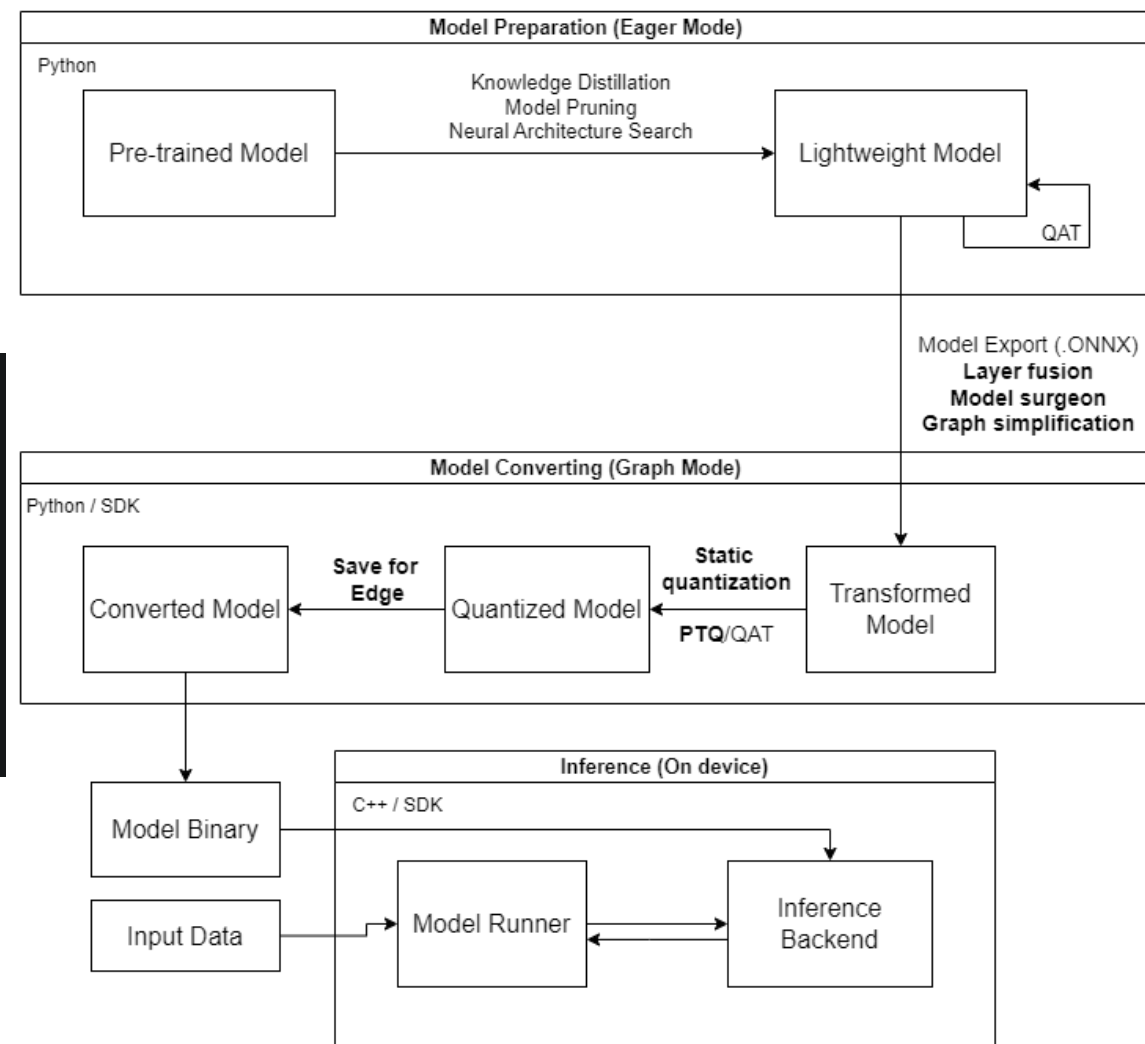 Model Preparation (Eager Mode)
Python
Knowledge Distillation
Model Pruning
Neural Architecture Search
Pre-trained Model
Lightweight Model
QAT
Model Export (.ONNX)
Layer fusion
Model surgeon
Graph simplification
Model Converting (Graph Mode)
Python / SDK
Converted Model
Save for
Edge
Quantized Model
Static
quantization
PTQ/QAT
Transformed
Model
Model Binary
Input Data
Inference (On device)
C++ / SDK
Model Runner
Inference
Backend